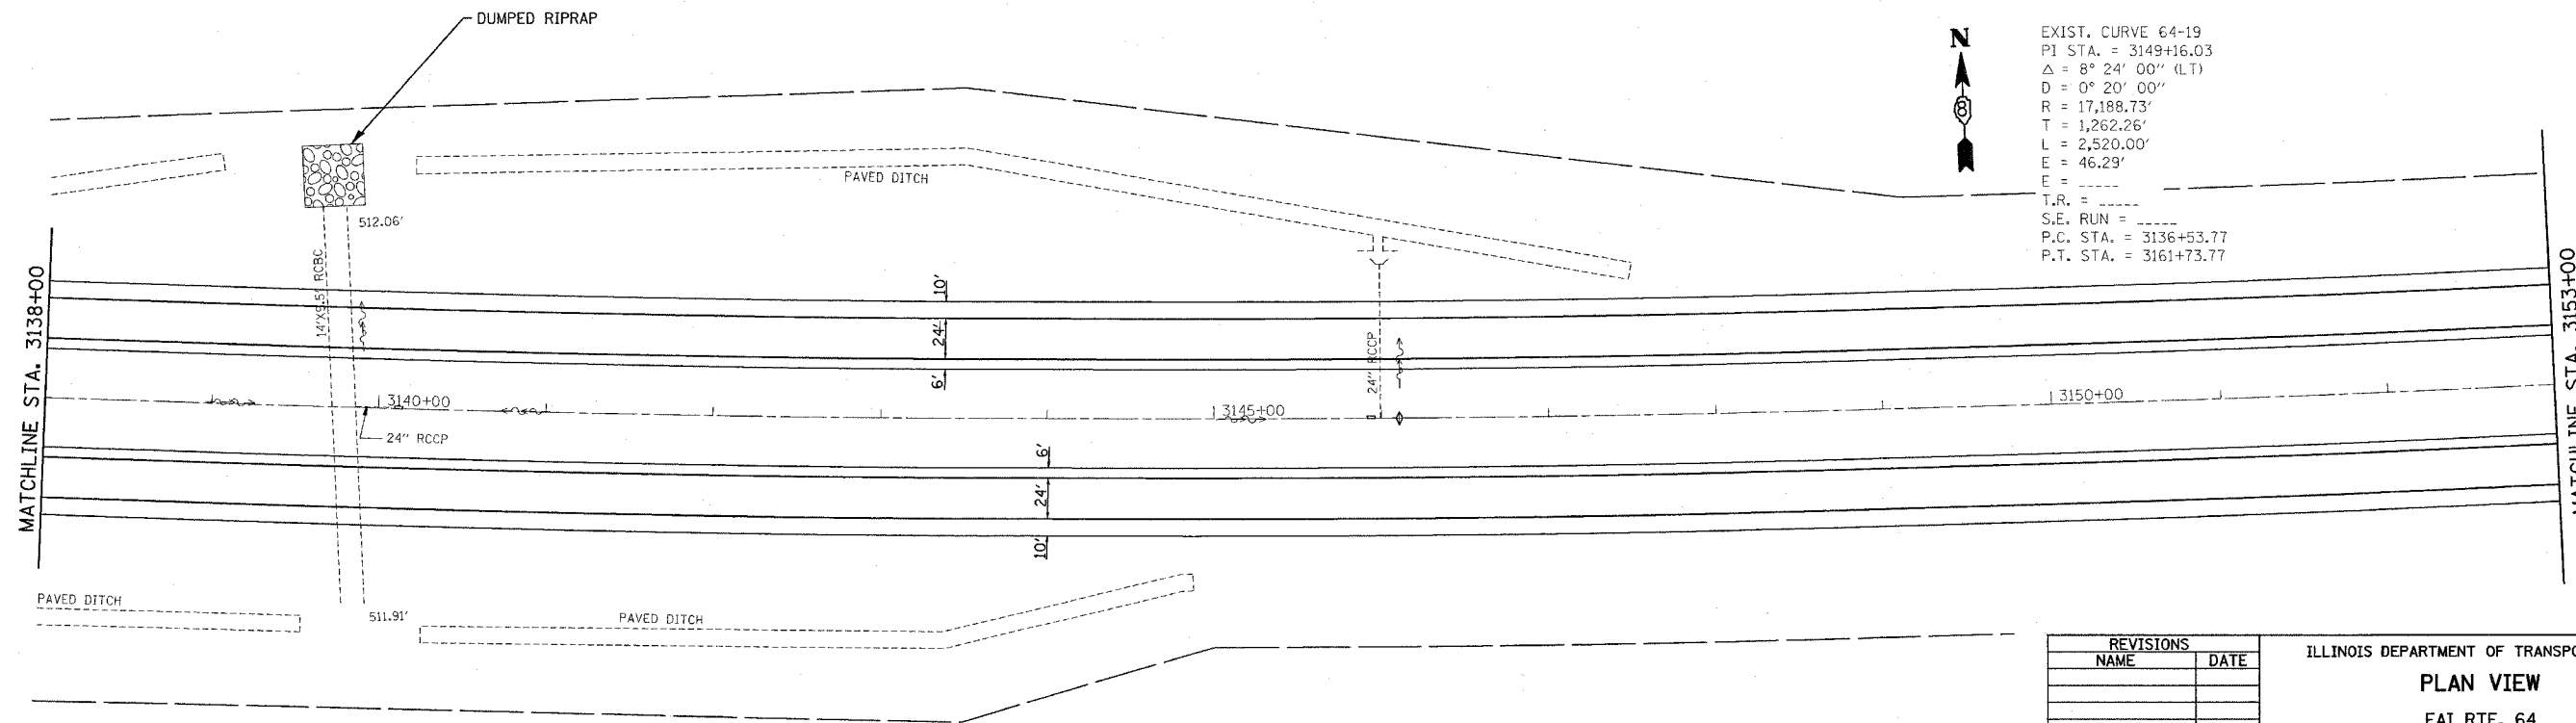 DUMPED RIPRAP
N
8
EXIST. CURVE 64-19
PI STA. = 3149+16.03
Δ = 8° 24' 00" (LT)
D = 0° 20' 00"
R = 17,188.73'
T = 1,262.26'
L = 2,520.00'
E = 46.29'
E = _____
T.R. = _____
S.E. RUN = _____
P.C. STA. = 3136+53.77
P.T. STA. = 3161+73.77
PAVED DITCH
512.06'
MATCHLINE STA. 3138+00
14'X9.5' RCBC
10'
24'
6'
24" RCCP
3140+00
3145+00
3150+00
24" RCCP
6'
24'
10'
MATCHLINE STA. 3153+00
PAVED DITCH
511.91'
PAVED DITCH
REVISIONS
NAME DATE
ILLINOIS DEPARTMENT OF TRANSPO
PLAN VIEW
FAI RTE. 64